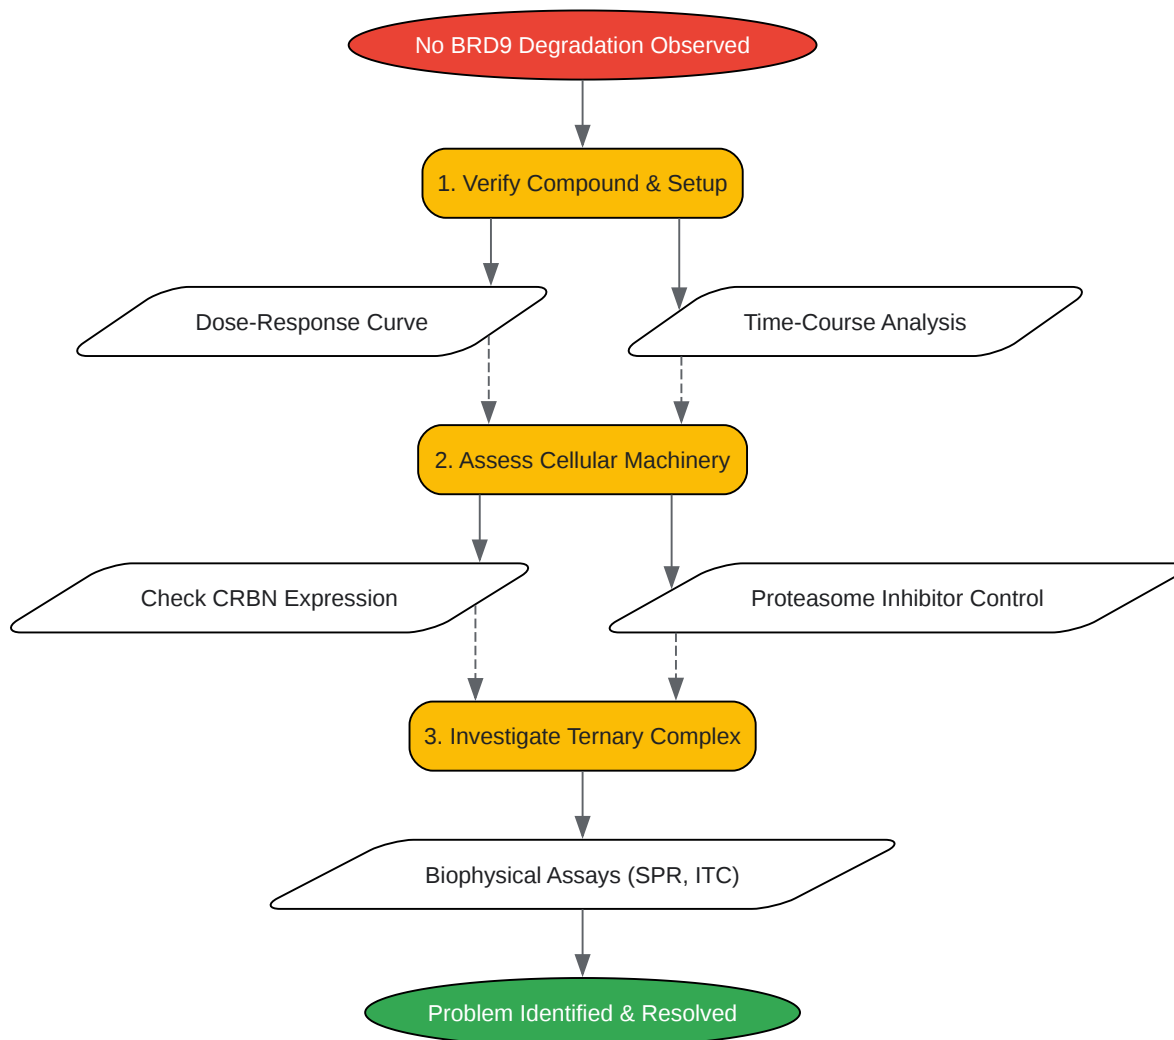 No BRD9 Degradation Observed
1. Verify Compound & Setup
Dose-Response Curve
Time-Course Analysis
2. Assess Cellular Machinery
Check CRBN Expression
Proteasome Inhibitor Control
3. Investigate Ternary Complex
Biophysical Assays (SPR, ITC)
Problem Identified & Resolved